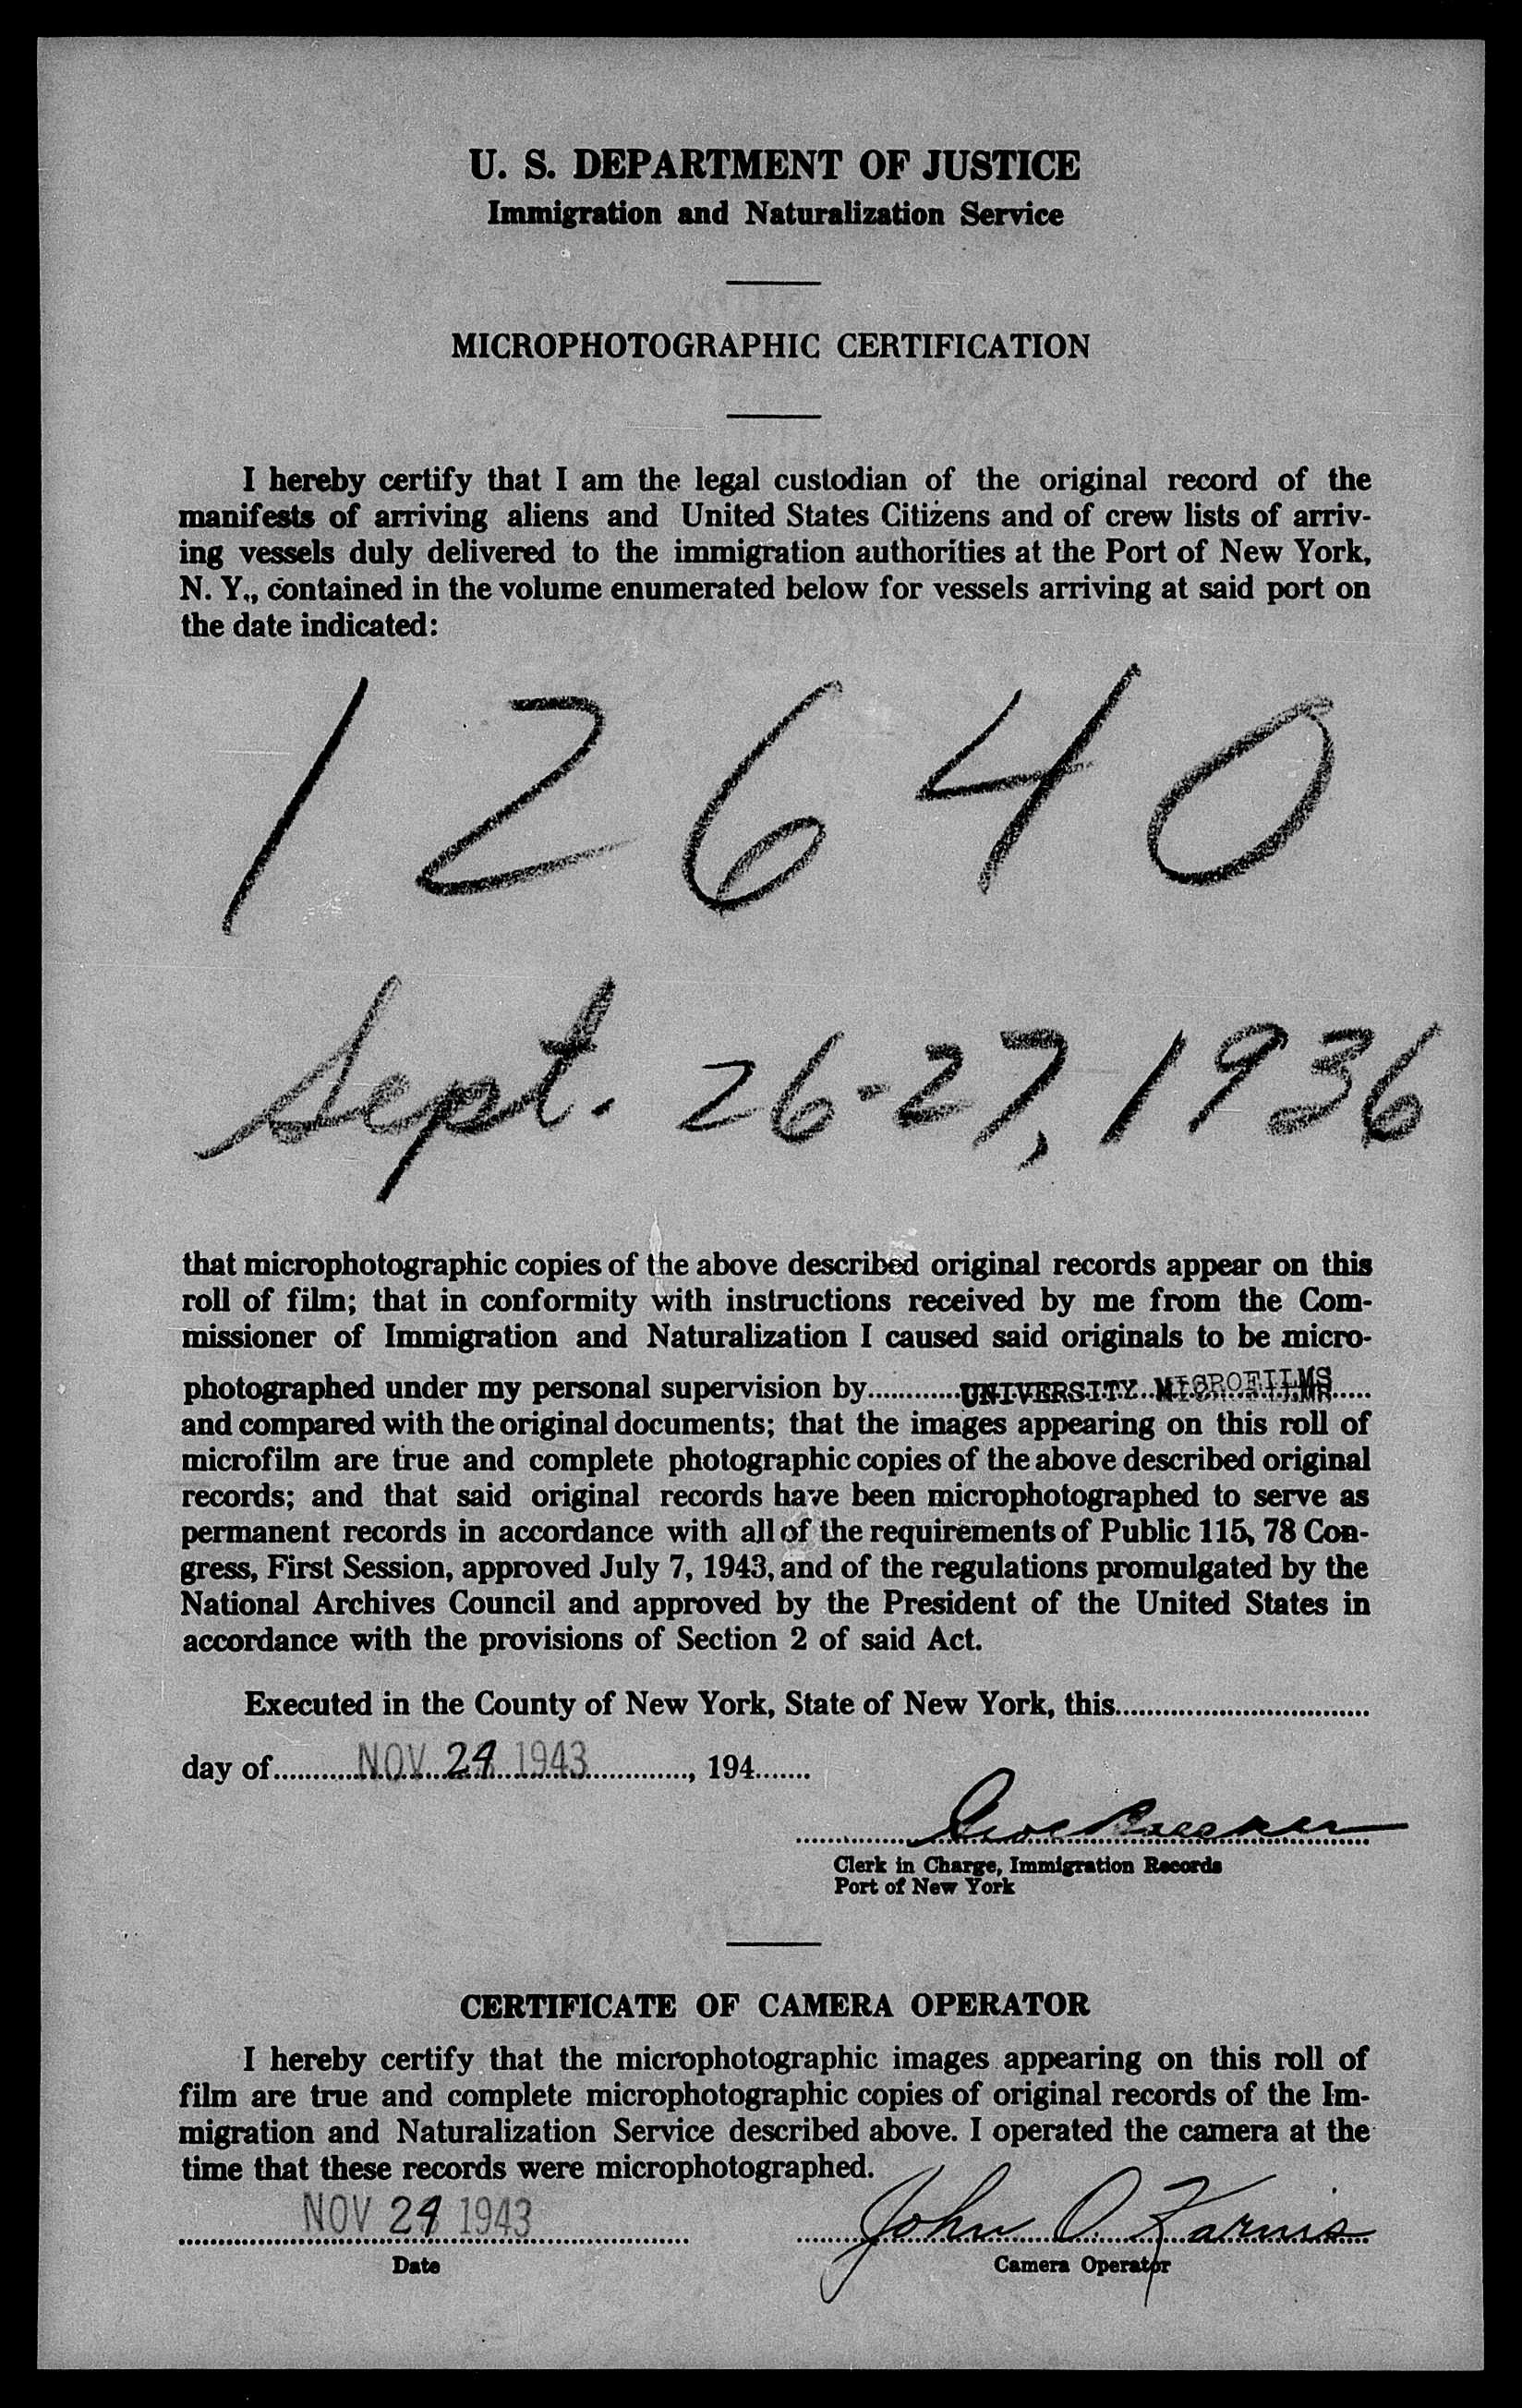 U. S. DEPARTMENT OF JUSTICE
Immigration and Naturalization Service
MICROPHOTOGRAPHIC CERTIFICATION
I hereby certify that I am the legal custodian of the original record of the
manifests of arriving aliens and United States Citizens and of crew lists of arriv-
ing vessels duly delivered to the immigration authorities at the Port of New York,
N. Y., contained in the volume enumerated below for vessels arriving at said port on
the date indicated:
12640
Sept. 26-27, 1936
that microphotographic copies of the above described original records appear on this
roll of film; that in conformity with instructions received by me from the Com-
missioner of Immigration and Naturalization I caused said originals to be micro-
photographed under my personal supervision by UNIVERSITY MICROFILMS
and compared with the original documents; that the images appearing on this roll of
microfilm are true and complete photographic copies of the above described original
records; and that said original records have been microphotographed to serve as
permanent records in accordance with all of the requirements of Public 115, 78 Con-
gress, First Session, approved July 7, 1943, and of the regulations promulgated by the
National Archives Council and approved by the President of the United States in
accordance with the provisions of Section 2 of said Act.
Executed in the County of New York, State of New York, this
day of NOV 24 1943, 194
Clerk in Charge, Immigration Records
Port of New York
CERTIFICATE OF CAMERA OPERATOR
I hereby certify that the microphotographic images appearing on this roll of
film are true and complete microphotographic copies of original records of the Im-
migration and Naturalization Service described above. I operated the camera at the
time that these records were microphotographed.
NOV 24 1943 John O. Karnis
Date Camera Operator